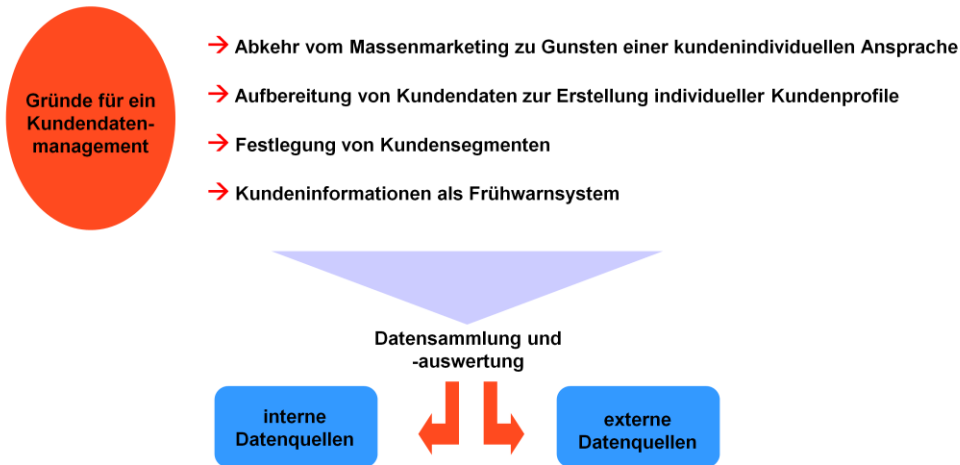 Gründe für ein
Kundendaten-
management
→ Abkehr vom Massenmarketing zu Gunsten einer kundenindividuellen Ansprache
→ Aufbereitung von Kundendaten zur Erstellung individueller Kundenprofile
→ Festlegung von Kundensegmenten
→ Kundeninformationen als Frühwarnsystem
Datensammlung und
-auswertung
interne
Datenquellen
externe
Datenquellen